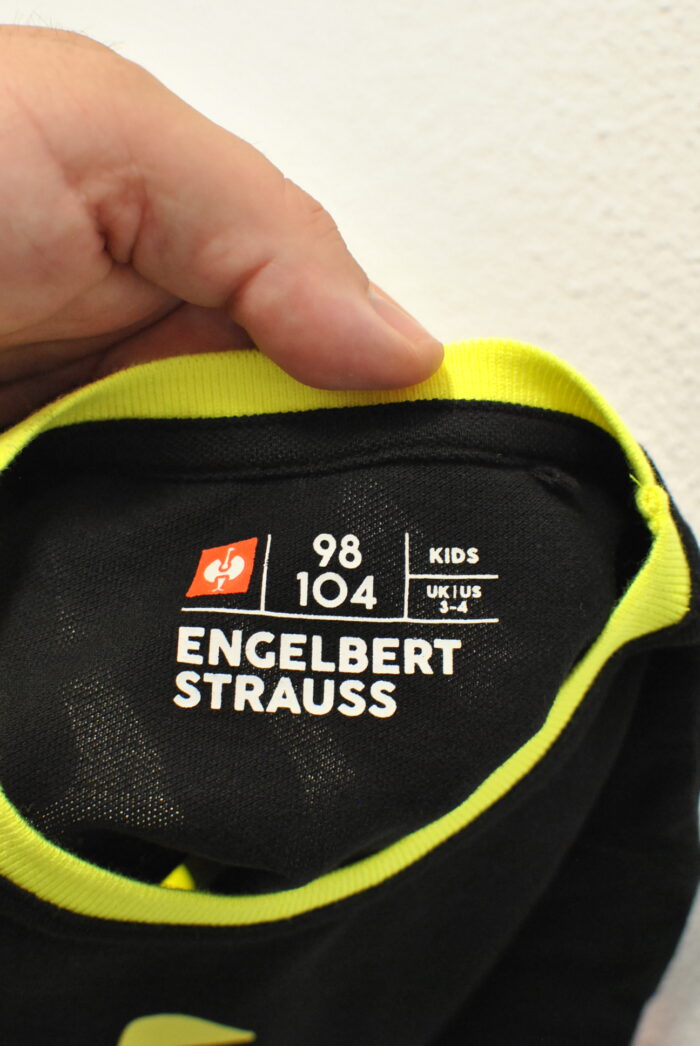 98
104
KIDS
UK|US
3-4
ENGELBERT
STRAUSS